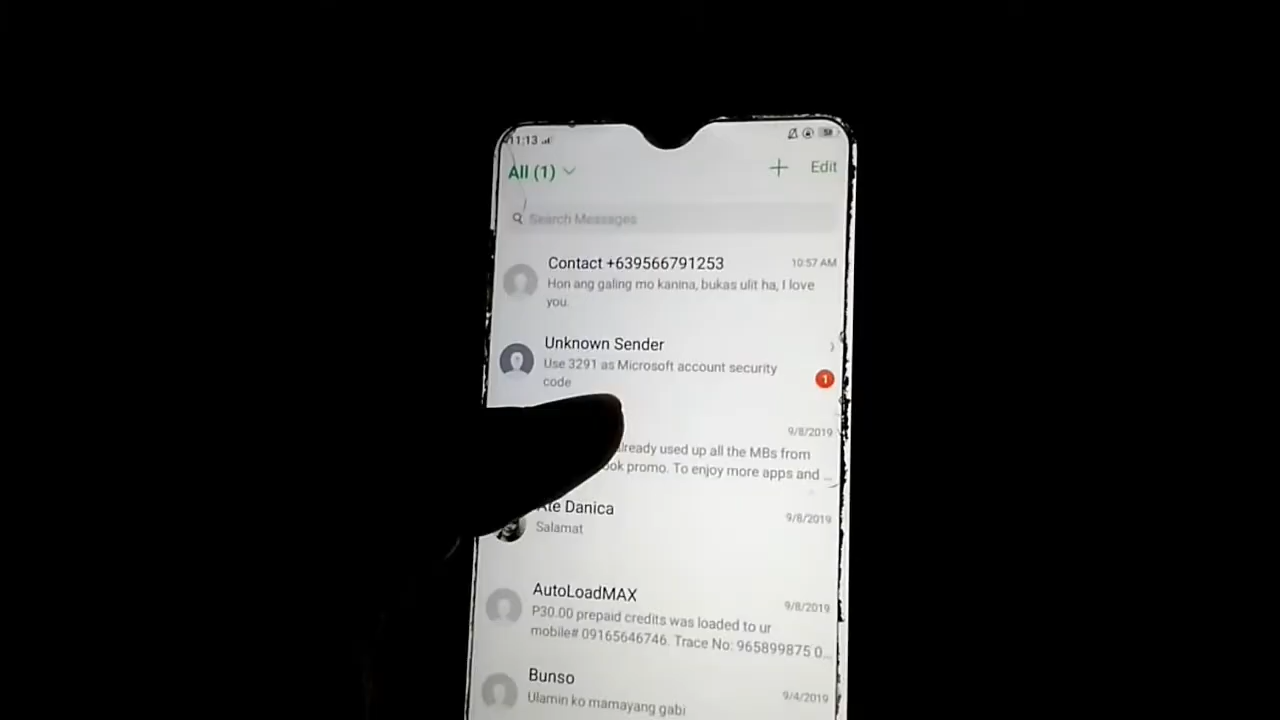 11:13
58
All (1)
Edit
Search Messages
Contact +639566791253
10:57 AM
Hon ang galing mo kanina, bukas ulit ha, I love
you.
Unknown Sender
Use 3291 as Microsoft account security
code
1
9/8/2019
already used up all the MBs from
ook promo. To enjoy more apps and ...
Ate Danica
9/8/2019
Salamat
AutoLoadMAX
9/8/2019
P30.00 prepaid credits was loaded to ur
mobile# 09165646746. Trace No: 965899875 0...
Bunso
9/4/2019
Ulamin ko mamayang gabi